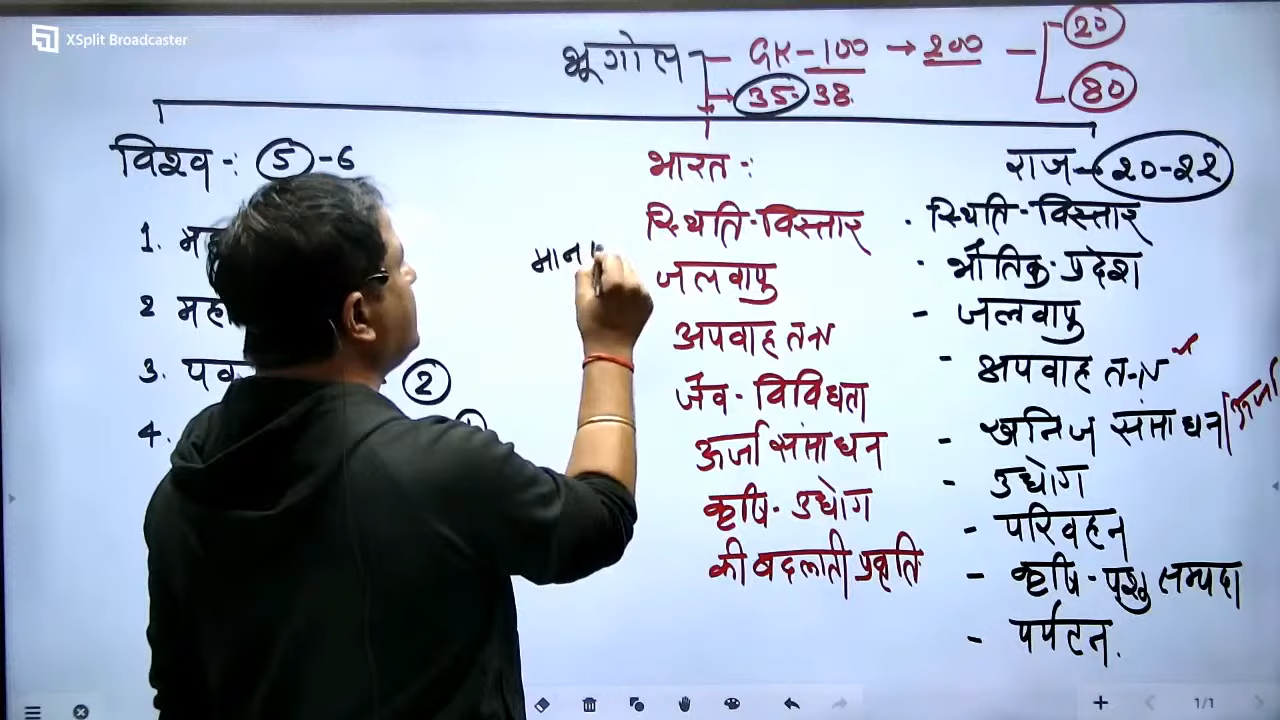 XSplit Broadcaster
भूगोल GK-100 → 200 20
80
35-38
विश्व -: 5 -6
1.
2
3. 2
4.
मान
भारत :
स्थिति-विस्तार
जलवायु
अपवाह तन्त्र
जैव - विविधता
ऊर्जा संसाधन
कृषि- उद्योग
की बदलती प्रकृति
राज → 20-22
· स्थिति-विस्तार
· भौतिक-प्रदेश
- जलवायु
- अपवाह तन्त्र
- खनिज संसाधन/ऊर्जा
- उद्योग
- परिवहन
- कृषि - पशु सम्पदा
- पर्यटन.
1/1